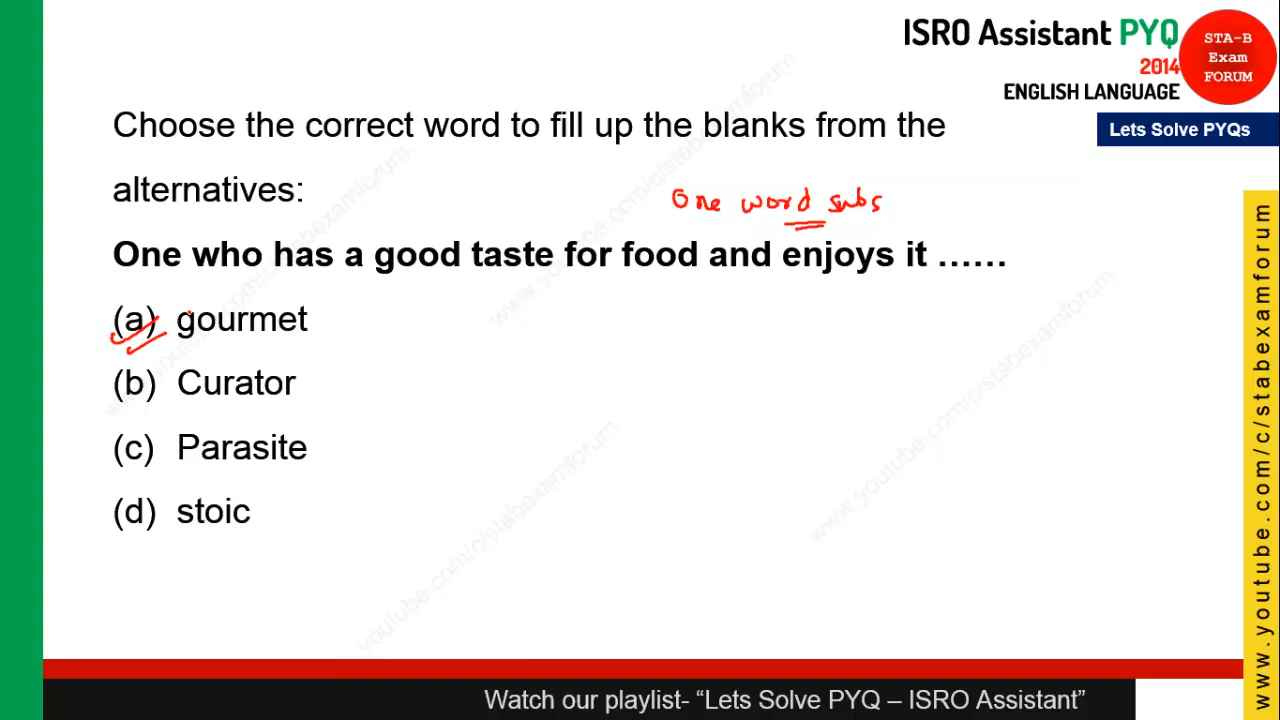 ISRO Assistant PYQ
2014
ENGLISH LANGUAGE
STA-B
Exam
FORUM
Lets Solve PYQs
Choose the correct word to fill up the blanks from the
alternatives:
One word subs
One who has a good taste for food and enjoys it ......
(a) gourmet
(b) Curator
(c) Parasite
(d) stoic
www.youtube.com/c/stabexamforum
Watch our playlist- “Lets Solve PYQ – ISRO Assistant”